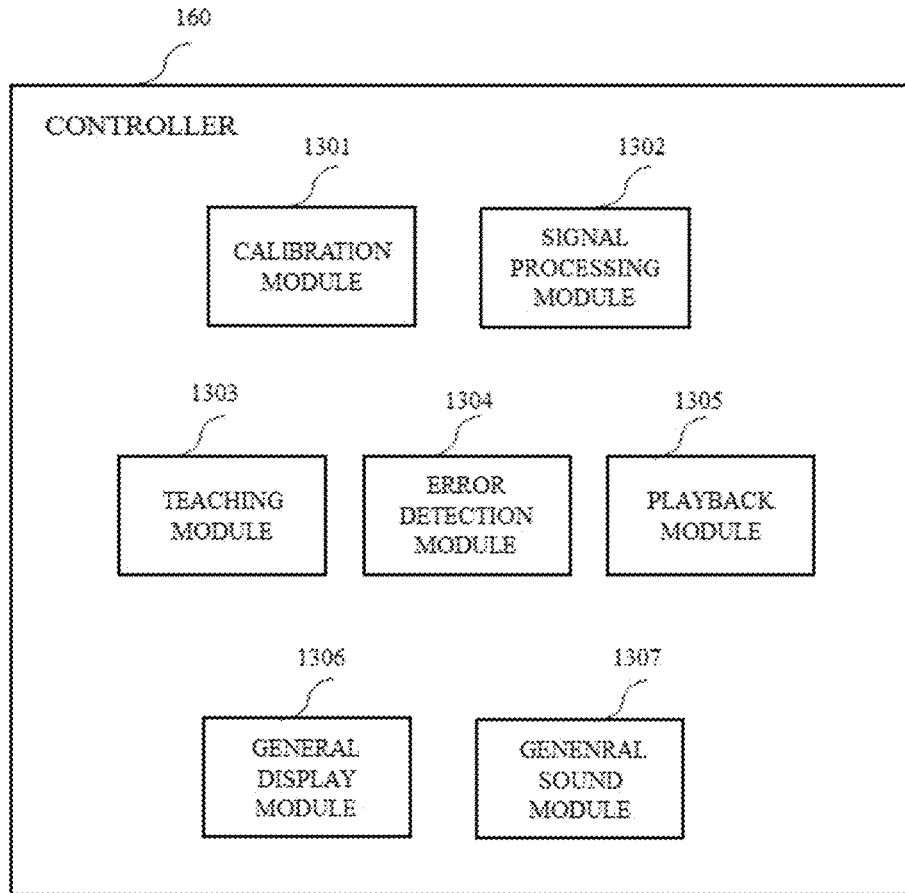 160
CONTROLLER
1301
1302
CALIBRATION
MODULE
SIGNAL
PROCESSING
MODULE
1303
1304
1305
TEACHING
MODULE
ERROR
DETECTION
MODULE
PLAYBACK
MODULE
1306
1307
GENERAL
DISPLAY
MODULE
GENENRAL
SOUND
MODULE